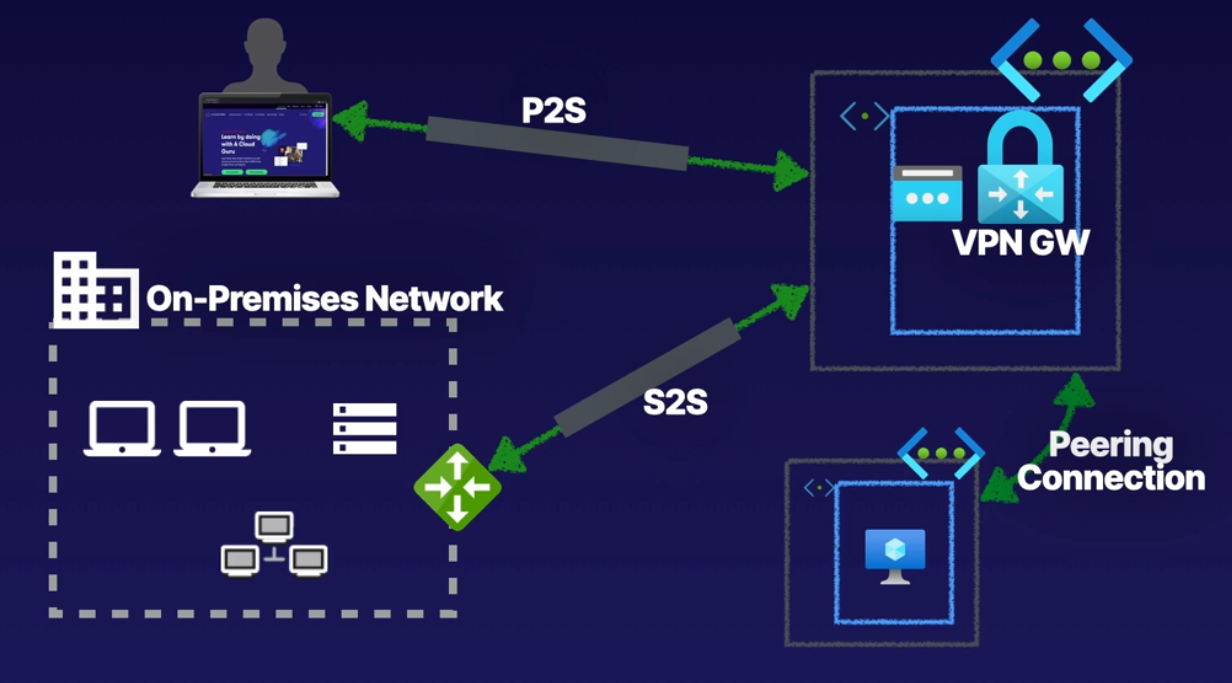 P2S
Learn by doing
with A Cloud
Guru
VPN GW
On-Premises Network
S2S
Peering
Connection